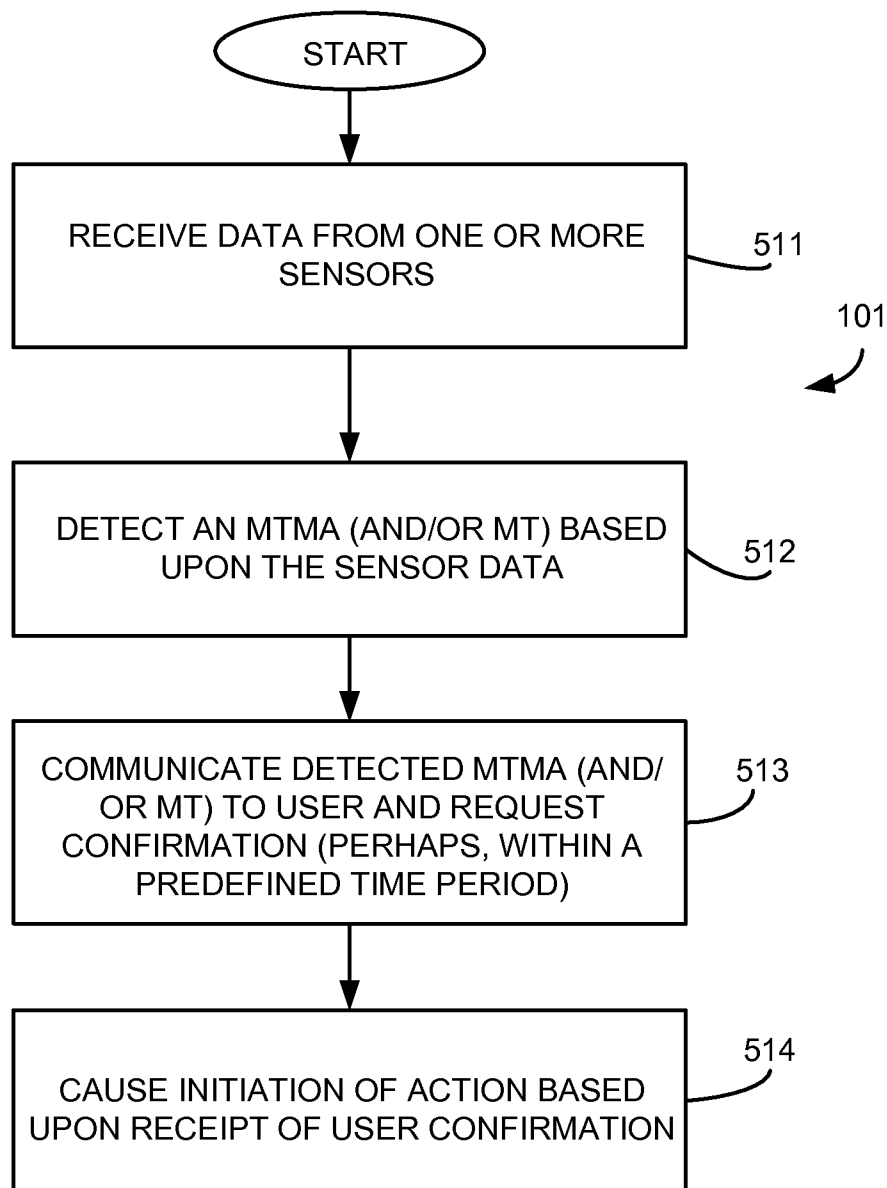 START
RECEIVE DATA FROM ONE OR MORE
SENSORS
511
101
DETECT AN MTMA (AND/OR MT) BASED
UPON THE SENSOR DATA
512
COMMUNICATE DETECTED MTMA (AND/
OR MT) TO USER AND REQUEST
CONFIRMATION (PERHAPS, WITHIN A
PREDEFINED TIME PERIOD)
513
CAUSE INITIATION OF ACTION BASED
UPON RECEIPT OF USER CONFIRMATION
514